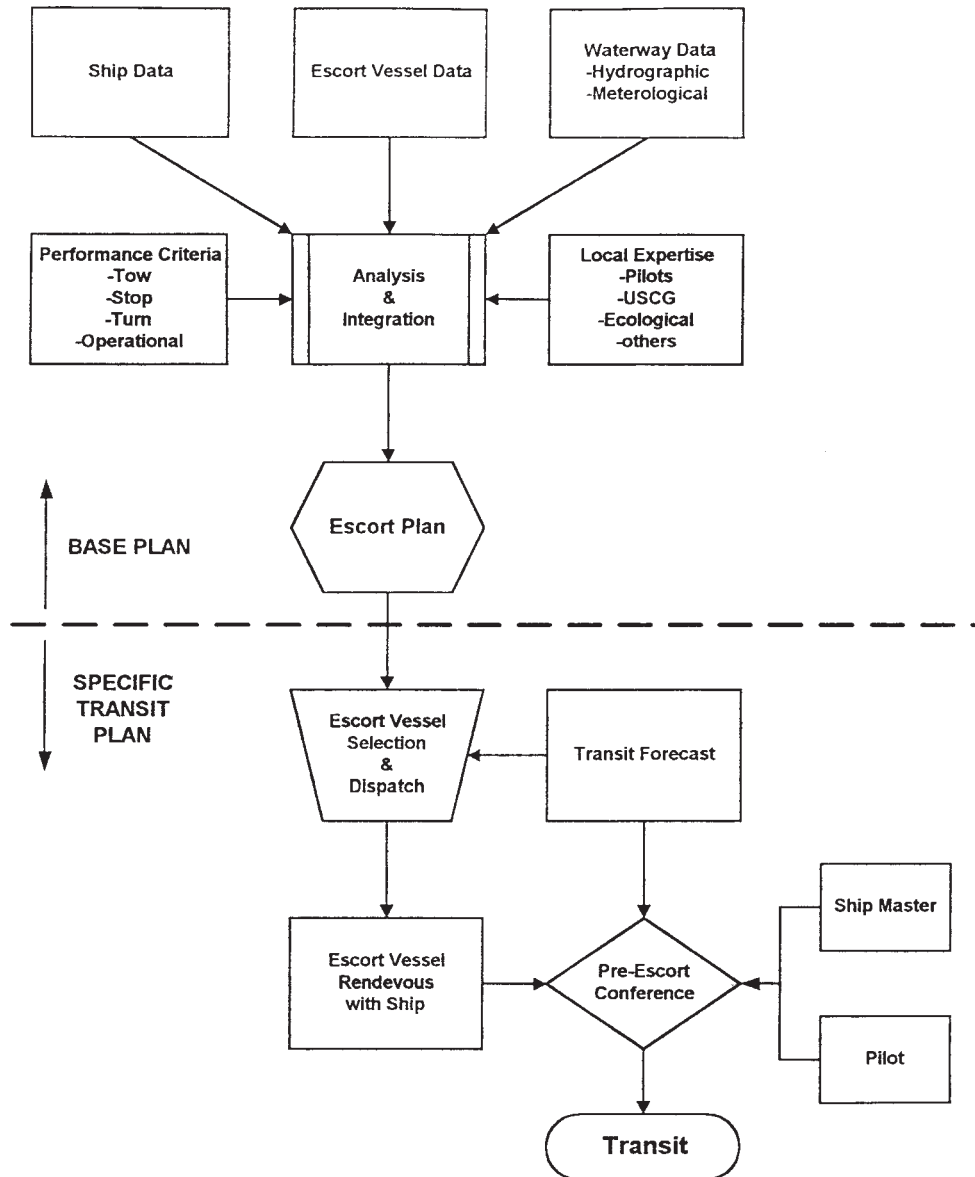 Ship Data
Escort Vessel Data
Waterway Data
-Hydrographic
-Meterological
Performance Criteria
-Tow
-Stop
-Turn
-Operational
Analysis
&
Integration
Local Expertise
-Pilots
-USCG
-Ecological
-others
Escort Plan
BASE PLAN
SPECIFIC
TRANSIT
PLAN
Escort Vessel
Selection
&
Dispatch
Transit Forecast
Ship Master
Escort Vessel
Rendevous
with Ship
Pre-Escort
Conference
Pilot
Transit